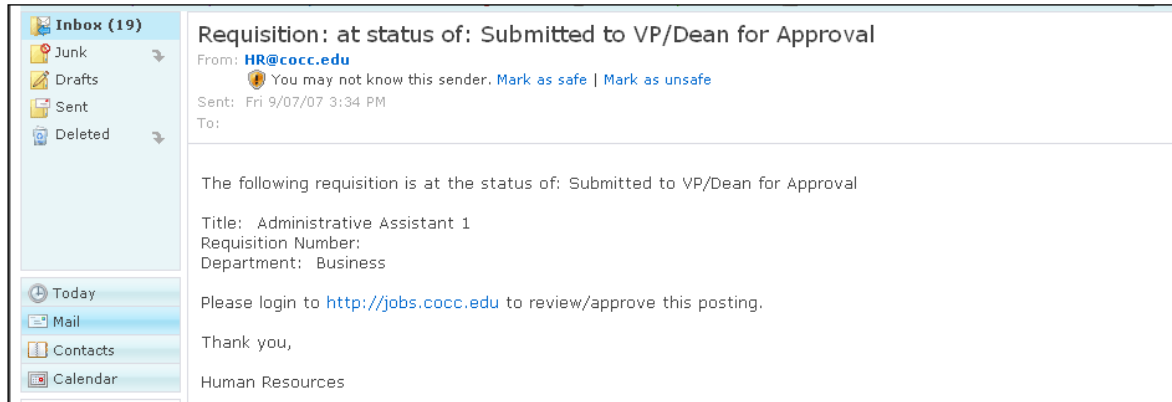 Inbox (19)
Junk
Drafts
Sent
Deleted
Today
Mail
Contacts
Calendar
Requisition: at status of: Submitted to VP/Dean for Approval
From: HR@cocc.edu
You may not know this sender. Mark as safe | Mark as unsafe
Sent: Fri 9/07/07 3:34 PM
To:
The following requisition is at the status of: Submitted to VP/Dean for Approval
Title: Administrative Assistant 1
Requisition Number:
Department: Business
Please login to http://jobs.cocc.edu to review/approve this posting.
Thank you,
Human Resources